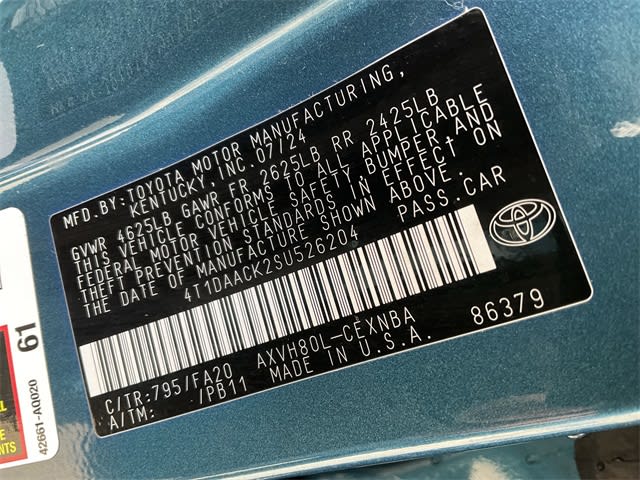 MFD.BY:TOYOTA MOTOR MANUFACTURING,
KENTUCKY, INC. 07/24
GVWR 4625LB GAWR FR 2625LB RR 2425LB
THIS VEHICLE CONFORMS TO ALL APPLICABLE
FEDERAL MOTOR VEHICLE SAFETY,BUMPER,AND
THEFT PREVENTION STANDARDS IN EFFECT ON
THE DATE OF MANUFACTURE SHOWN ABOVE.
4T1DAACK2SU526204 PASS.CAR
C/TR:795/FA20 AXVH80L-CEXNBA
A/TM: /PB11 MADE IN U.S.A. 86379
61
42661-AQ020